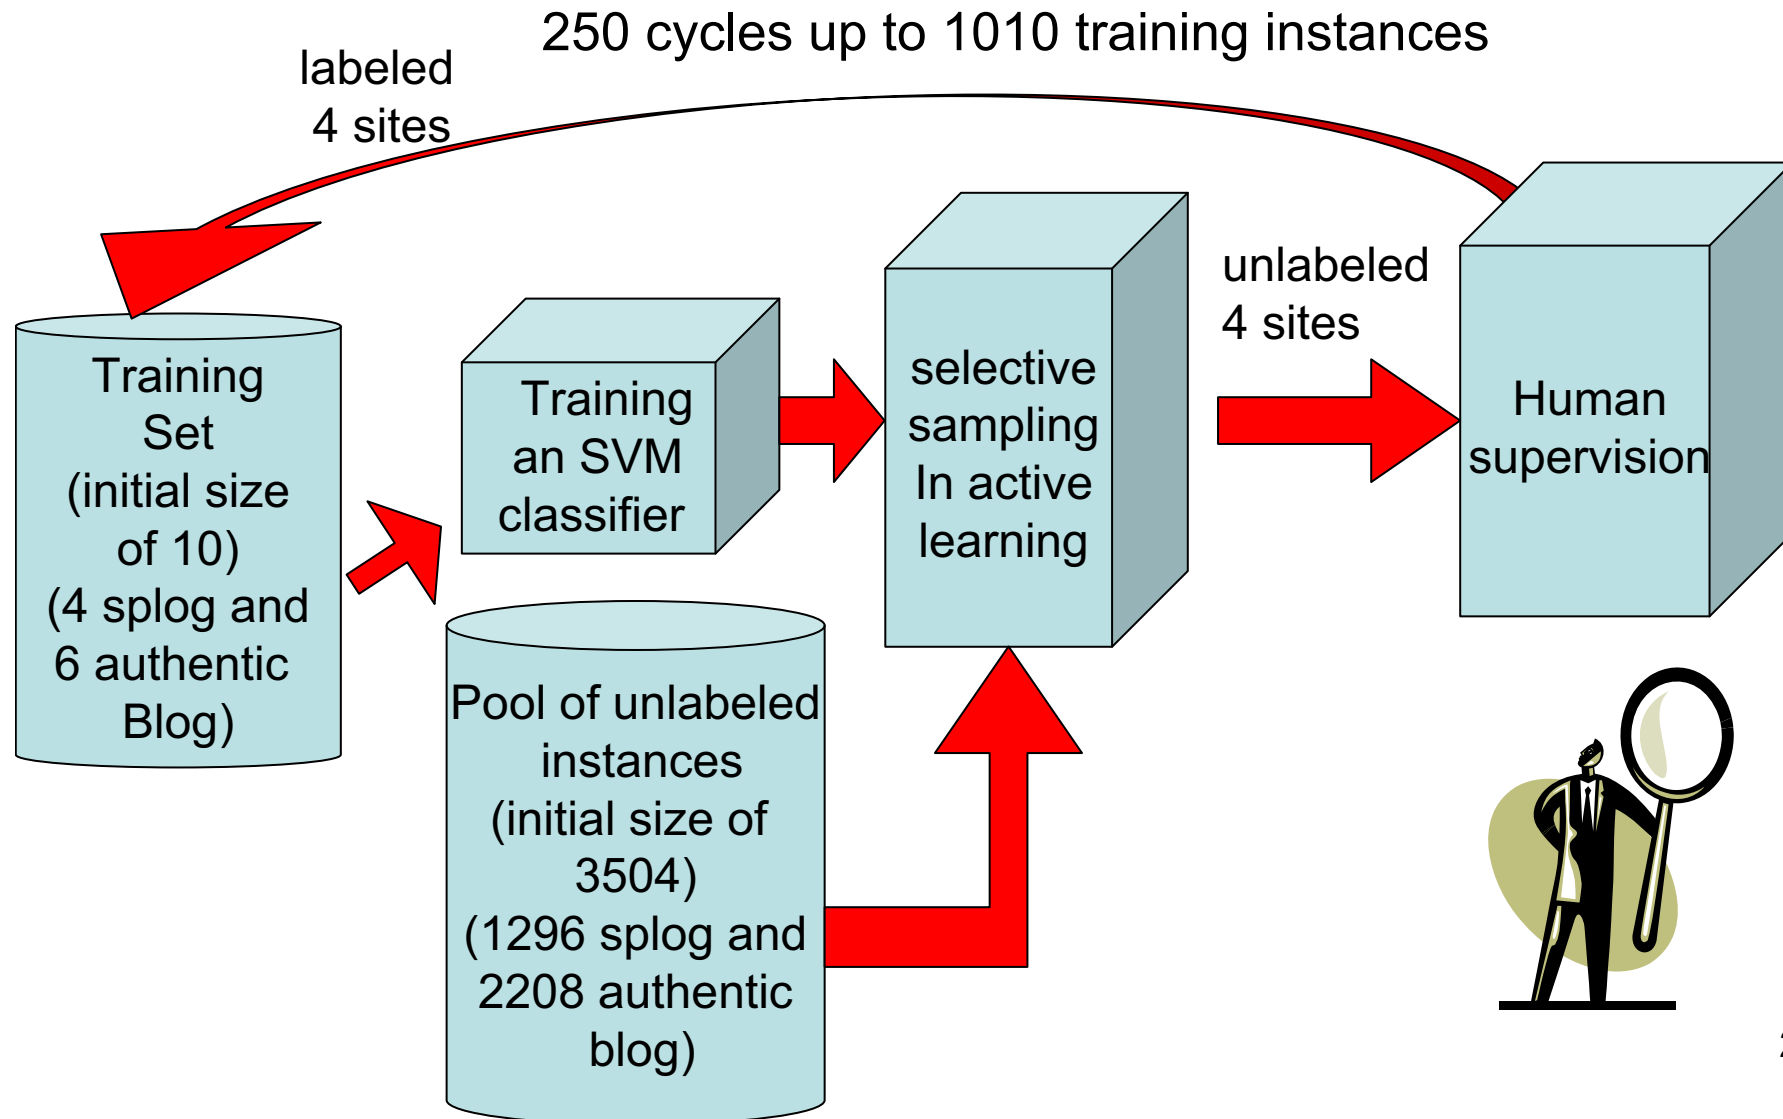 250 cycles up to 1010 training instances
labeled
4 sites
Training
Set
(initial size
of 10)
(4 splog and
6 authentic
Blog)
Training
an SVM
classifier
selective
sampling
In active
learning
unlabeled
4 sites
Human
supervision
Pool of unlabeled
instances
(initial size of
3504)
(1296 splog and
2208 authentic
blog)